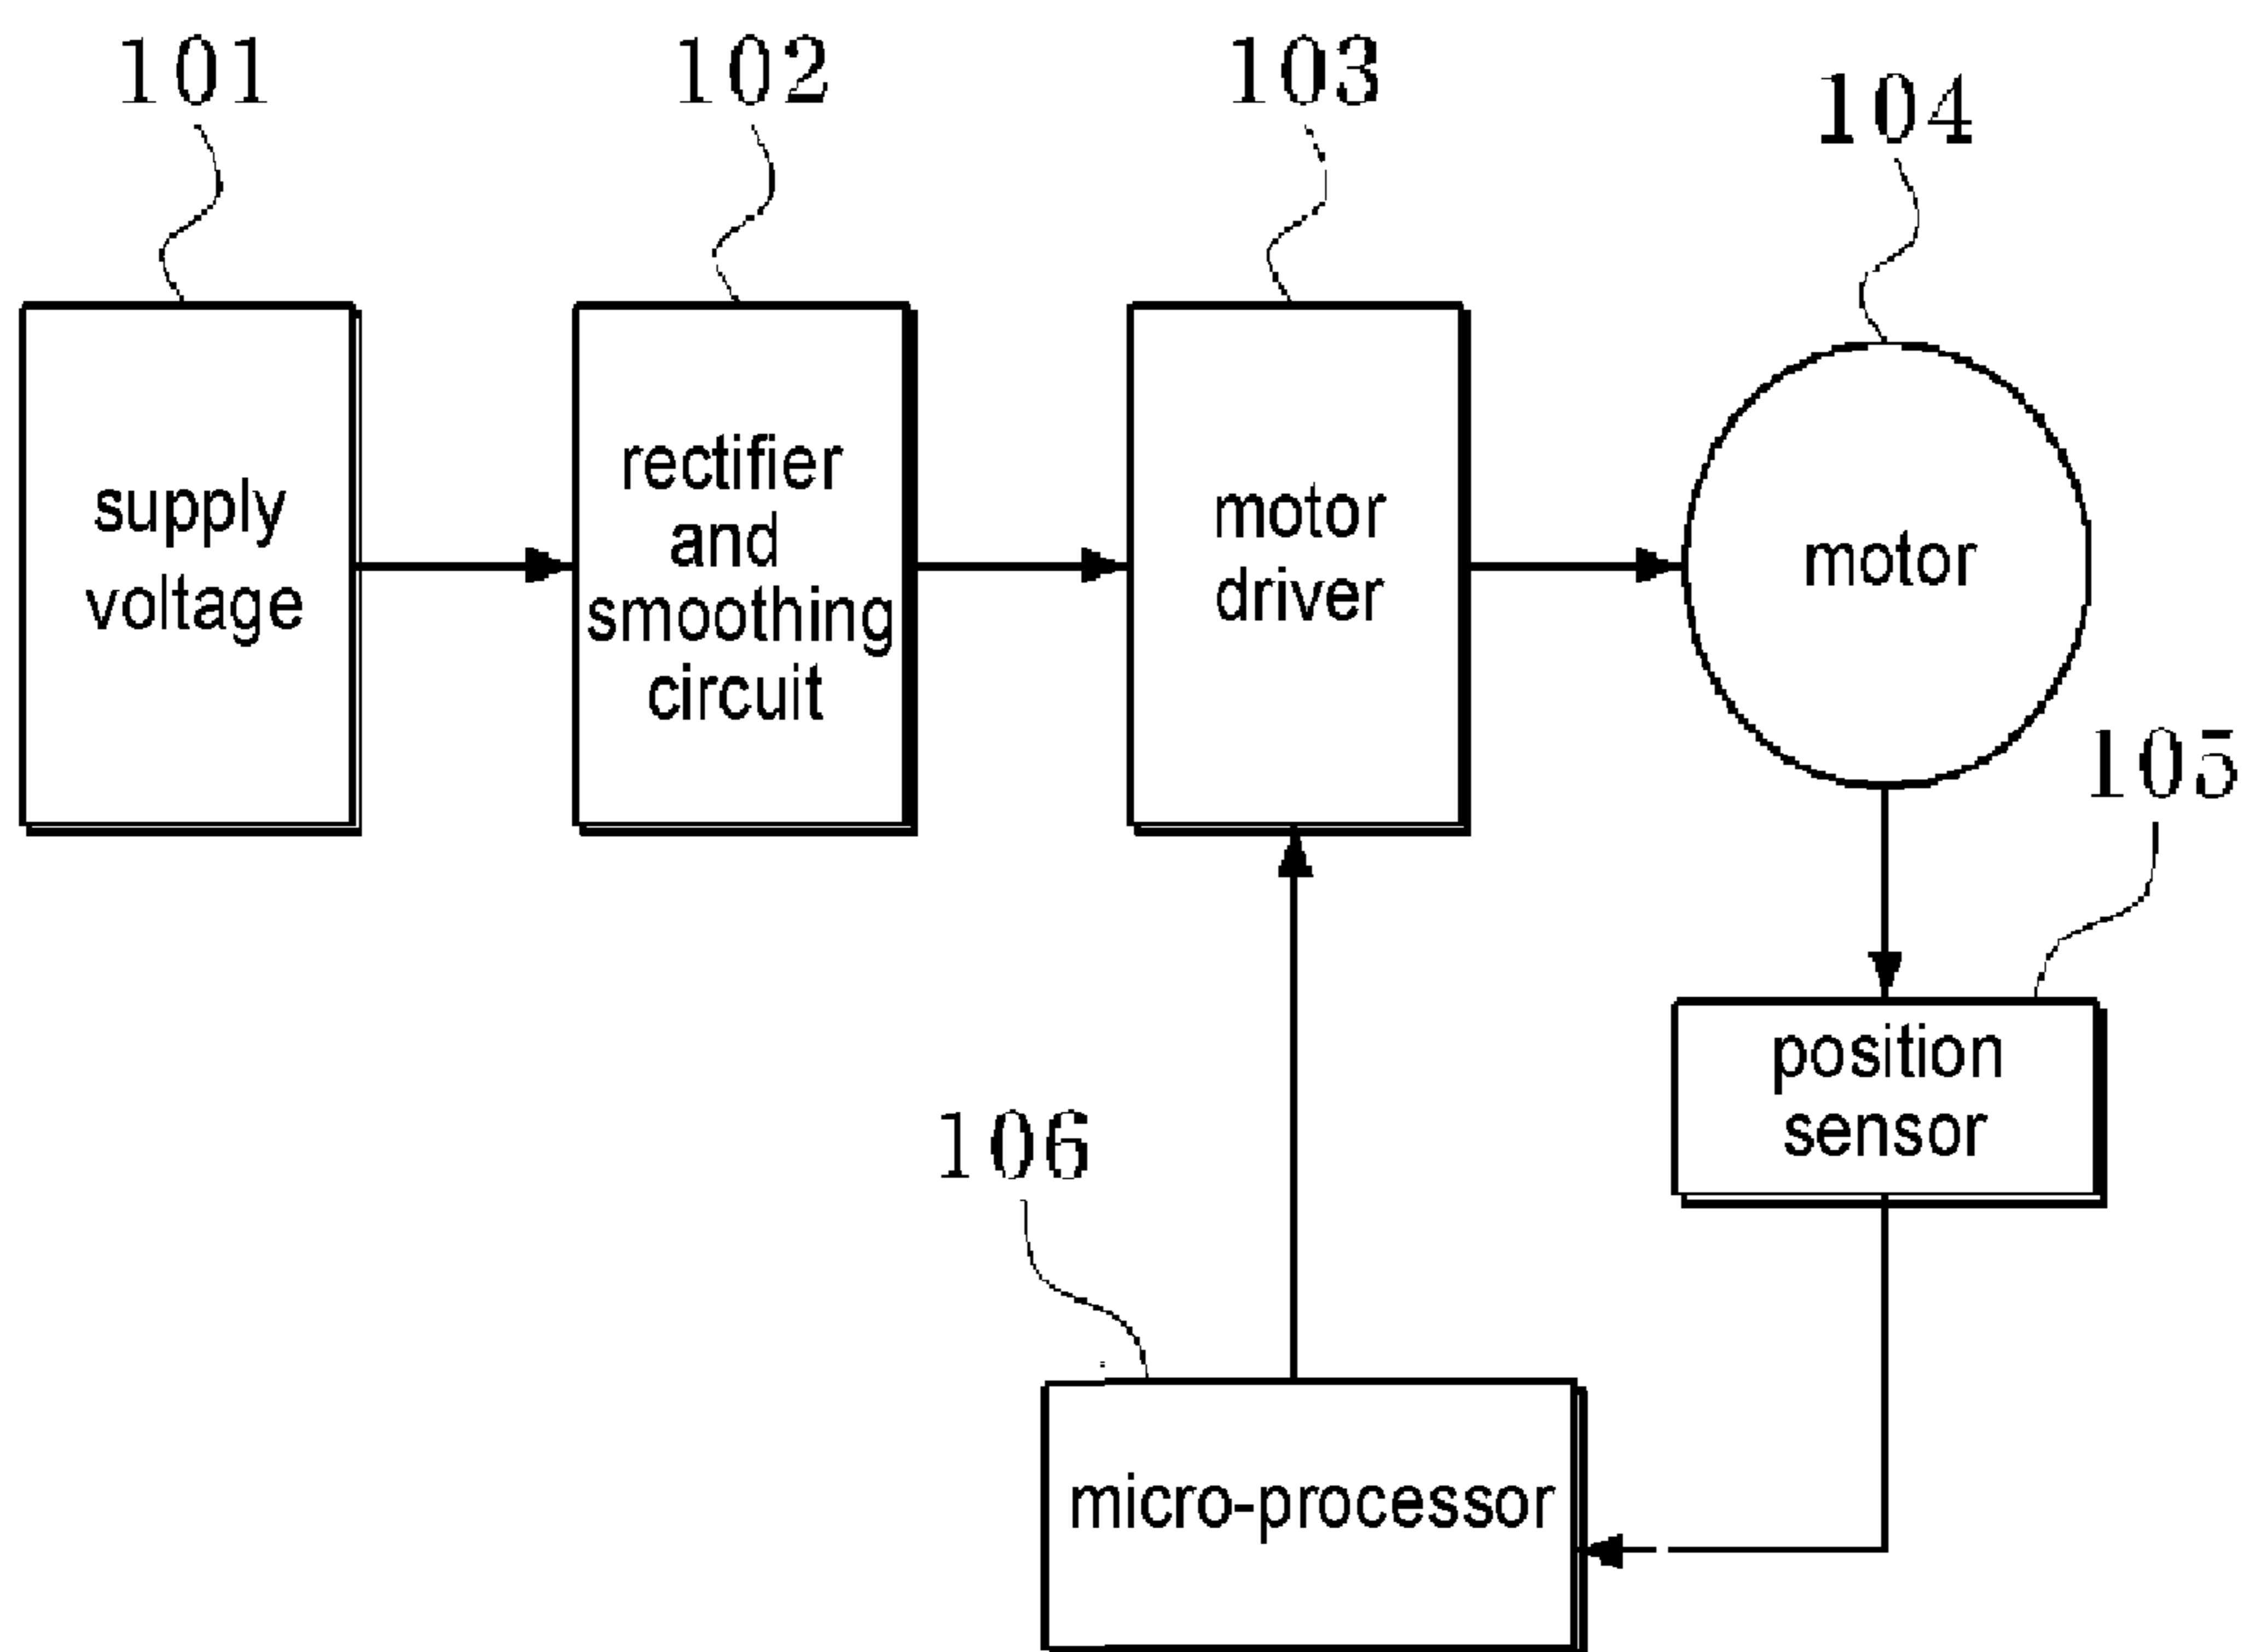 101
102
103
104
supply
voltage
rectifier
and
smoothing
circuit
motor
driver
motor
105
position
sensor
106
micro-processor